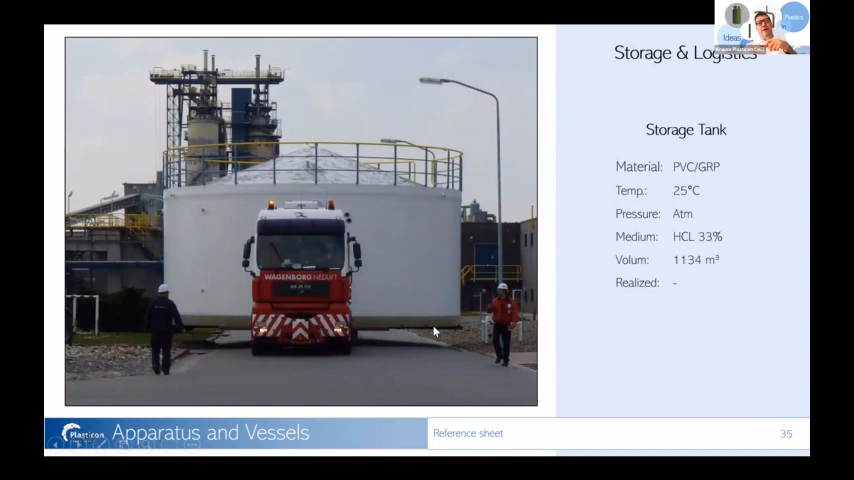 Storage & Logistics
Ideas
Plastics
Storage Tank
Material: PVC/GRP
Temp.: 25°C
Pressure: Atm
Medium: HCL 33%
Volum: 1134 m³
Realized: -
WAGENBORG NEDLIFT
MAN
Plasticon
Apparatus and Vessels
Reference sheet
35